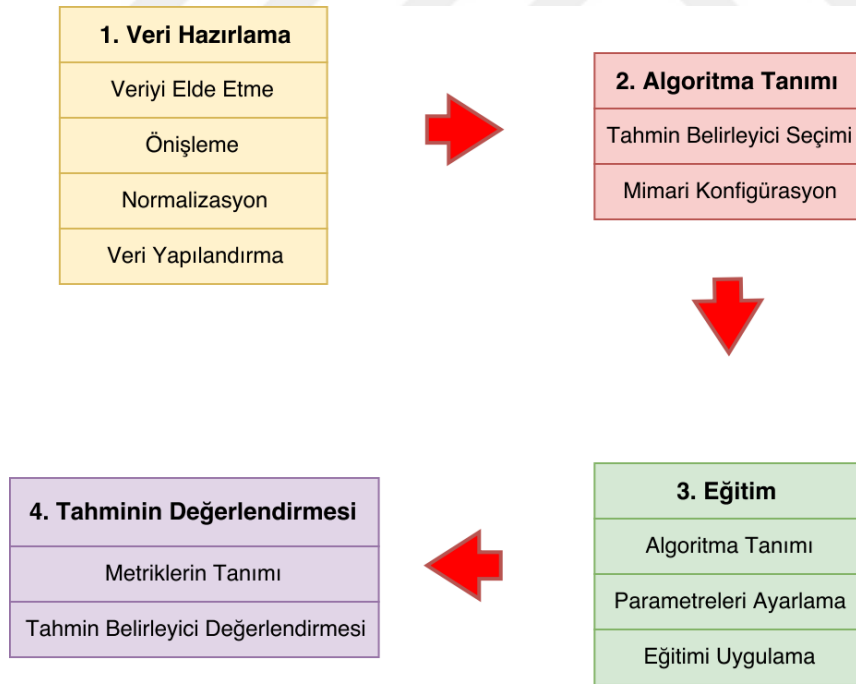 1. Veri Hazırlama
Veriyi Elde Etme
Önişleme
Normalizasyon
Veri Yapılandırma
2. Algoritma Tanımı
Tahmin Belirleyici Seçimi
Mimari Konfigürasyon
3. Eğitim
Algoritma Tanımı
Parametreleri Ayarlama
Eğitimi Uygulama
4. Tahminin Değerlendirmesi
Metriklerin Tanımı
Tahmin Belirleyici Değerlendirmesi